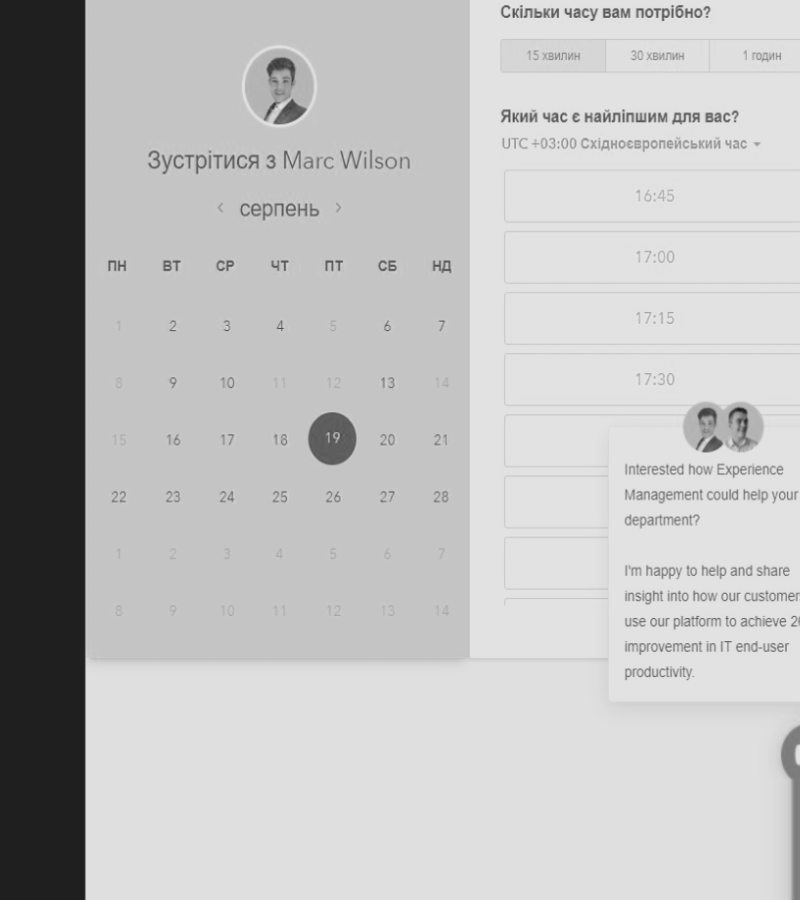 Зустрітися з Marc Wilson
серпень
ПН ВТ СР ЧТ ПТ СБ НД
1 2 3 4 5 6 7
8 9 10 11 12 13 14
15 16 17 18 19 20 21
22 23 24 25 26 27 28
1 2 3 4 5 6 7
8 9 10 11 12 13 14
Скільки часу вам потрібно?
15 хвилин 30 хвилин 1 годин
Який час є найліпшим для вас?
UTC +03:00 Східноєвропейський час
16:45
17:00
17:15
17:30
Interested how Experience
Management could help your
department?
I'm happy to help and share
insight into how our customer
use our platform to achieve
improvement in IT end-user
productivity.